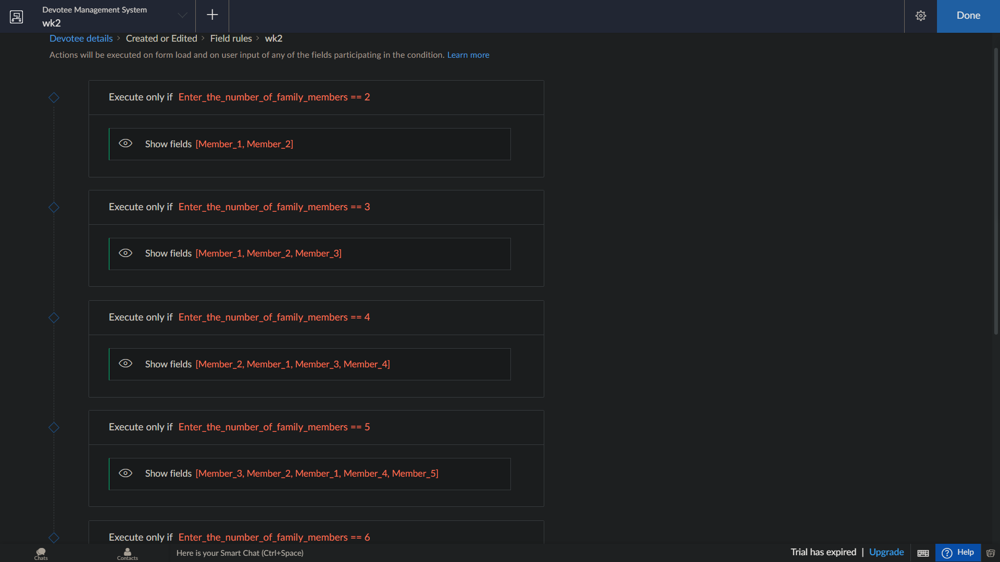 Devotee Management System
wk2
Done
Devotee details > Created or Edited > Field rules > wk2
Actions will be executed on form load and on user input of any of the fields participating in the condition. Learn more
Execute only if Enter_the_number_of_family_members == 2
Show fields [Member_1, Member_2]
Execute only if Enter_the_number_of_family_members == 3
Show fields [Member_1, Member_2, Member_3]
Execute only if Enter_the_number_of_family_members == 4
Show fields [Member_2, Member_1, Member_3, Member_4]
Execute only if Enter_the_number_of_family_members == 5
Show fields [Member_3, Member_2, Member_1, Member_4, Member_5]
Execute only if Enter_the_number_of_family_members == 6
Chats
Contacts
Here is your Smart Chat (Ctrl+Space)
Trial has expired | Upgrade
Help